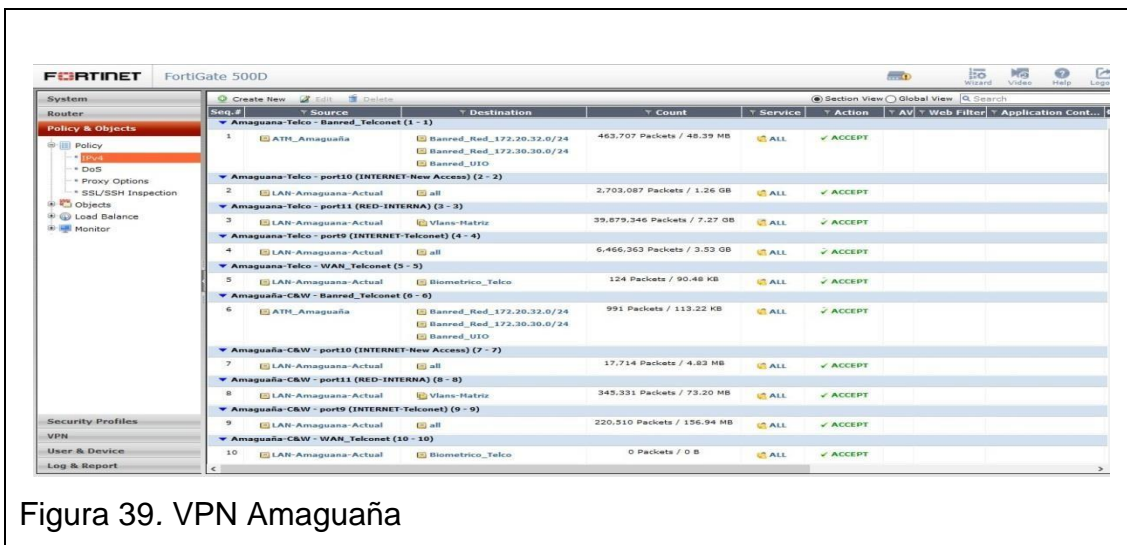 FORTINET FortiGate 500D Wizard Video Help
System
Router
Policy & Objects
Policy
IPv4
DoS
Proxy Options
SSL/SSH Inspection
Objects
Load Balance
Monitor
Security Profiles
VPN
User & Device
Log & Report
Create New Edit Delete Section View Global View Search
Seq.# Source Destination Count Service Action AV Web Filter Application Cont...
Amaguana-Telco - Banred_Telconet (1 - 1)
1 ATM_Amaguaña Banred_Red_172.20.32.0/24 463,707 Packets / 48.39 MB ALL ACCEPT
Banred_Red_172.30.30.0/24
Banred_UIO
Amaguana-Telco - port10 (INTERNET-New Access) (2 - 2)
2 LAN-Amaguana-Actual all 2,703,087 Packets / 1.26 GB ALL ACCEPT
Amaguana-Telco - port11 (RED-INTERNA) (3 - 3)
3 LAN-Amaguana-Actual Vlans-Matriz 39,879,346 Packets / 7.27 GB ALL ACCEPT
Amaguana-Telco - port9 (INTERNET-Telconet) (4 - 4)
4 LAN-Amaguana-Actual all 6,466,363 Packets / 3.53 GB ALL ACCEPT
Amaguana-Telco - WAN_Telconet (5 - 5)
5 LAN-Amaguana-Actual Biometrico_Telco 124 Packets / 90.48 KB ALL ACCEPT
Amaguaña-C&W - Banred_Telconet (6 - 6)
6 ATM_Amaguaña Banred_Red_172.20.32.0/24 991 Packets / 113.22 KB ALL ACCEPT
Banred_Red_172.30.30.0/24
Banred_UIO
Amaguaña-C&W - port10 (INTERNET-New Access) (7 - 7)
7 LAN-Amaguana-Actual all 17,714 Packets / 4.83 MB ALL ACCEPT
Amaguaña-C&W - port11 (RED-INTERNA) (8 - 8)
8 LAN-Amaguana-Actual Vlans-Matriz 345,331 Packets / 73.20 MB ALL ACCEPT
Amaguaña-C&W - port9 (INTERNET-Telconet) (9 - 9)
9 LAN-Amaguana-Actual all 220,510 Packets / 156.94 MB ALL ACCEPT
Amaguaña-C&W - WAN_Telconet (10 - 10)
10 LAN-Amaguana-Actual Biometrico_Telco 0 Packets / 0 B ALL ACCEPT
Figura 39. VPN Amaguaña